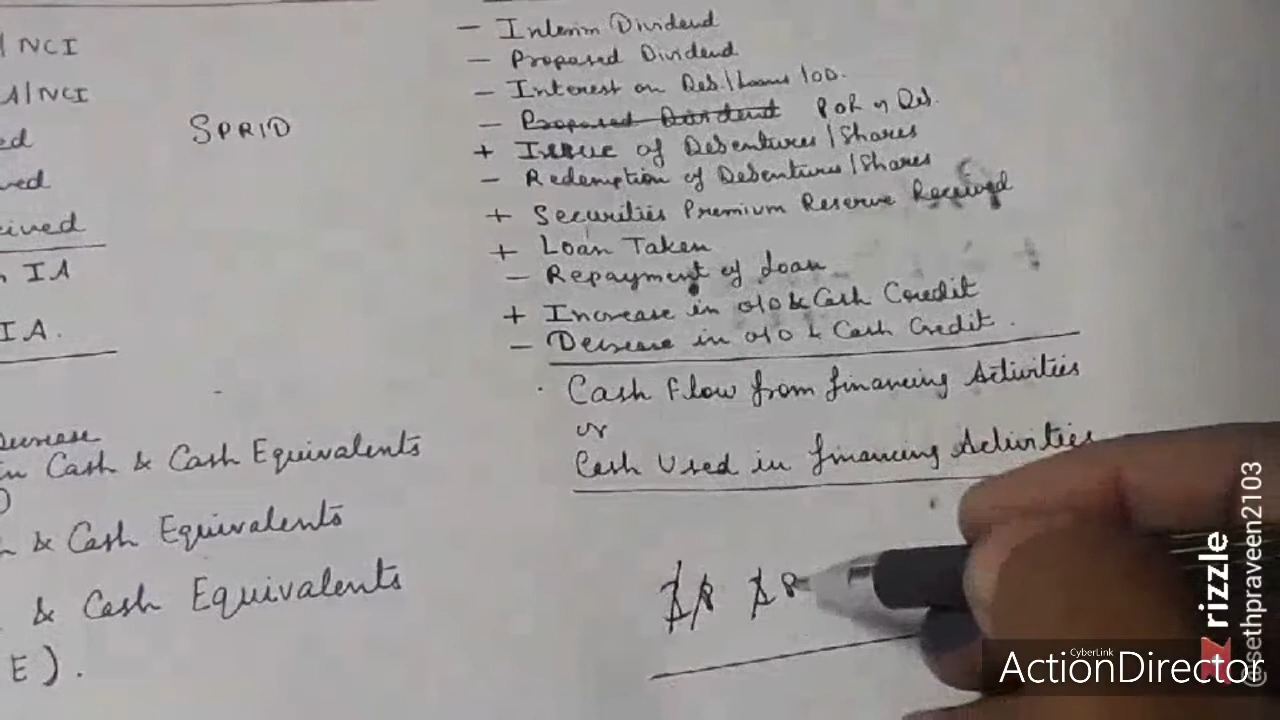 / NCI
A/NCI
ed
ved
eived
n IA
IA.
SPRID
- Interim Dividend
- Proposed Dividend
- Interest on Deb./Loans/OD.
- Proposed Dividend POR of Deb.
+ Issue of Debentures/Shares
- Redemption of Debentures/Shares
+ Securities Premium Reserve Received
+ Loan Taken
- Repayment of Loan
+ Increase in O/D & Cash Credit
- Decrease in O/D & Cash Credit.
Cash Flow from Financing Activities
or
Cash Used in Financing Activities
Decrease
in Cash & Cash Equivalents
)
& Cash Equivalents
& Cash Equivalents
E).
rizzle
@sethpraveen2103
CyberLink
ActionDirector